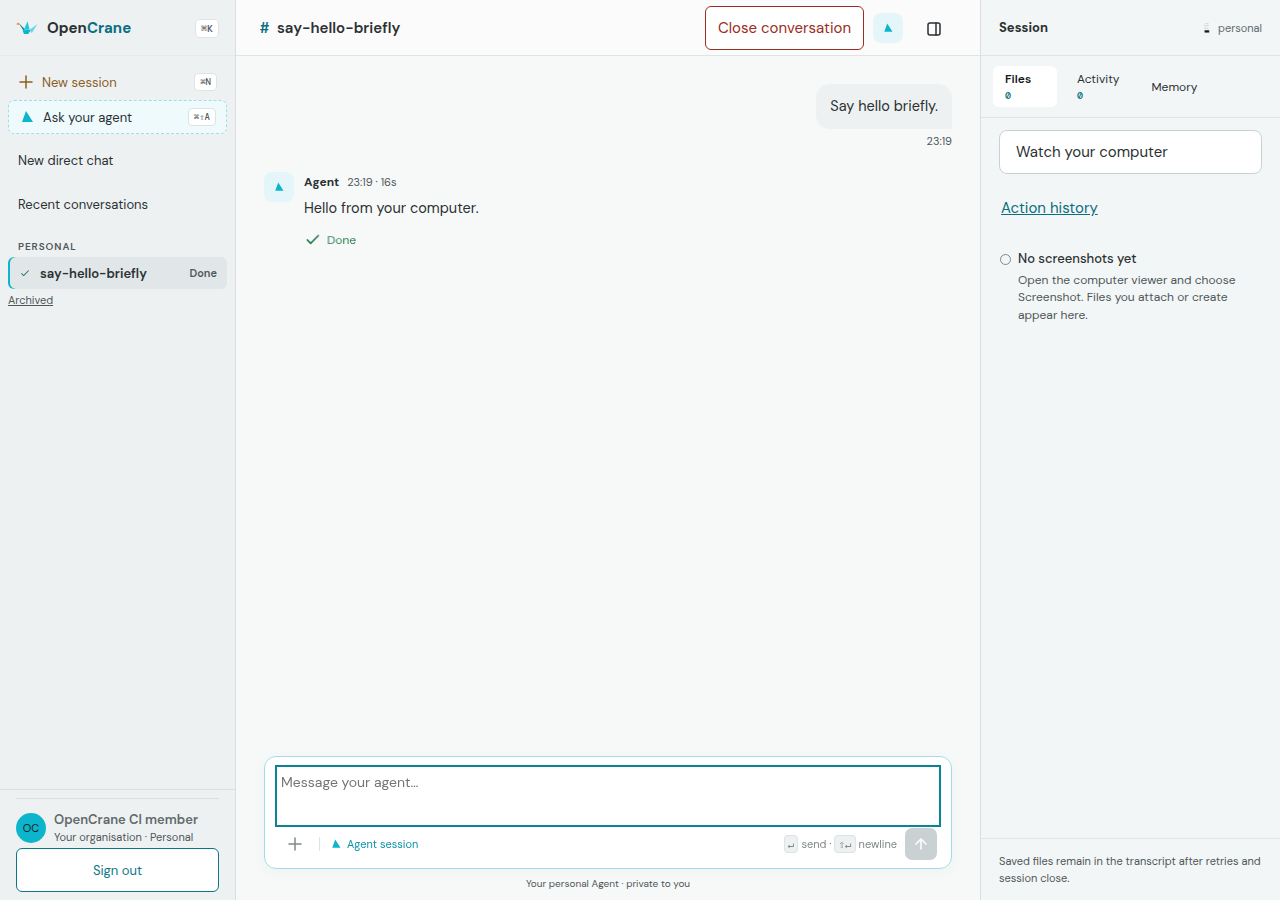 OpenCrane ⌘K
New session ⌘N
Ask your agent ⌘⇧A
New direct chat
Recent conversations
PERSONAL
say-hello-briefly Done
Archived
OC OpenCrane CI member
Your organisation · Personal
Sign out
# say-hello-briefly
Close conversation
Say hello briefly.
23:19
Agent 23:19 · 16s
Hello from your computer.
Done
Message your agent…
Agent session
↵ send · ⇧↵ newline
Your personal Agent · private to you
Session
personal
Files
0
Activity
0
Memory
Watch your computer
Action history
No screenshots yet
Open the computer viewer and choose
Screenshot. Files you attach or create
appear here.
Saved files remain in the transcript after retries and
session close.